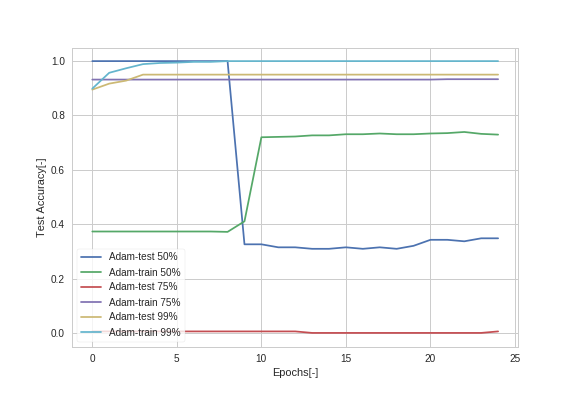 1.0
0.8
0.6
0.4
0.2
0.0
Test Accuracy[-]
Adam-test 50%
Adam-train 50%
Adam-test 75%
Adam-train 75%
Adam-test 99%
Adam-train 99%
0 5 10 15 20 25
Epochs[-]